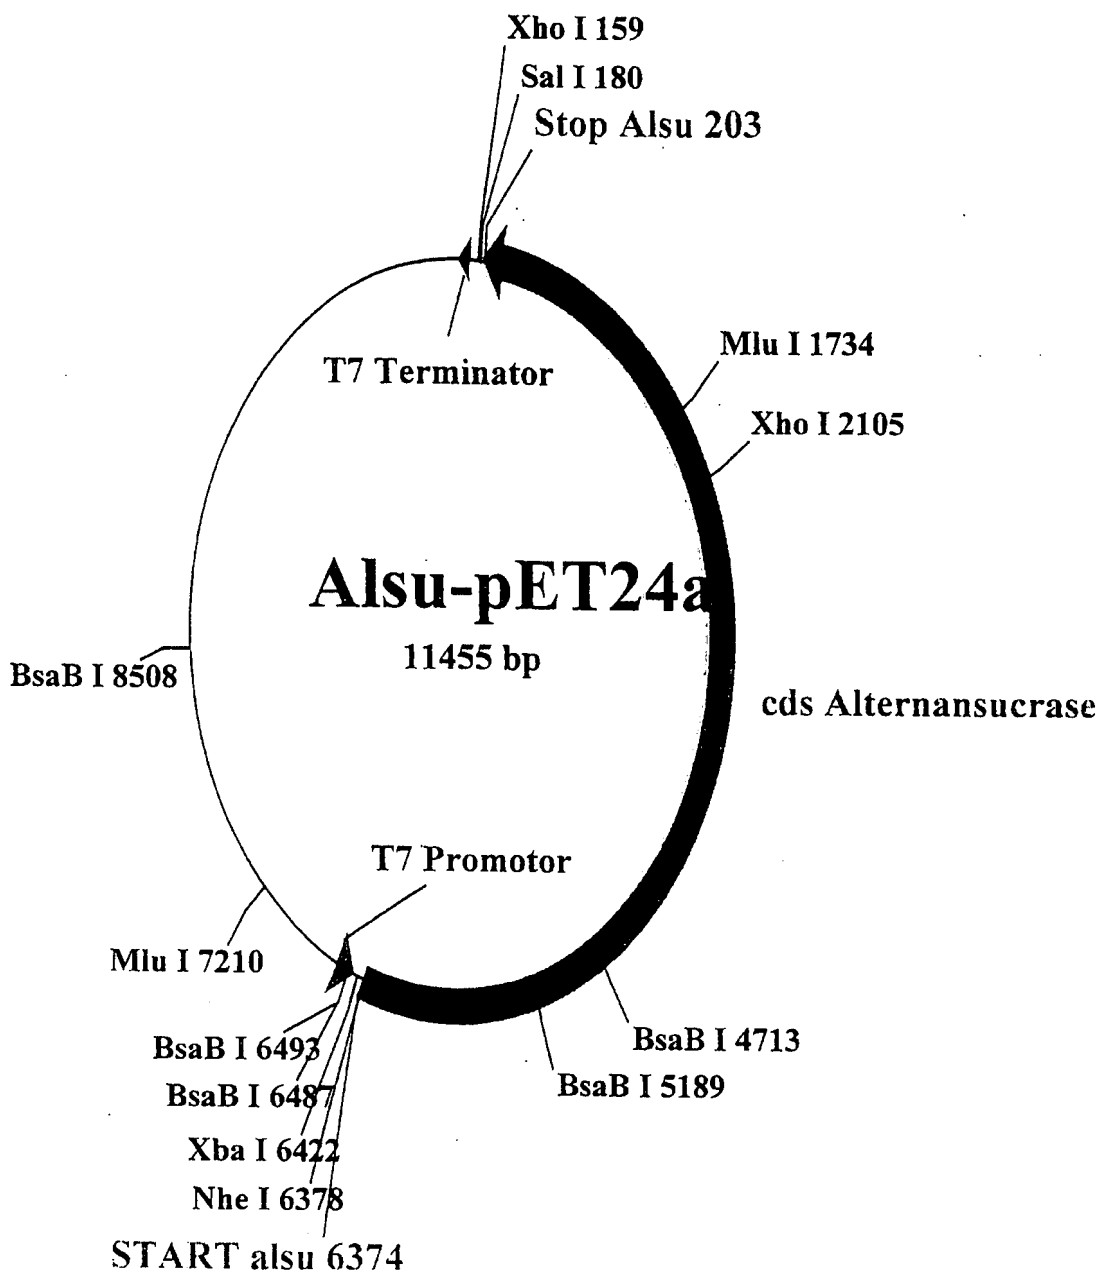 Xho I 159
Sal I 180
Stop Alsu 203
Mlu I 1734
T7 Terminator
Xho I 2105
Alsu-pET24a
11455 bp
BsaB I 8508
cds Alternansucrase
T7 Promotor
Mlu I 7210
BsaB I 4713
BsaB I 6493
BsaB I 5189
BsaB I 6487
Xba I 6422
Nhe I 6378
START alsu 6374